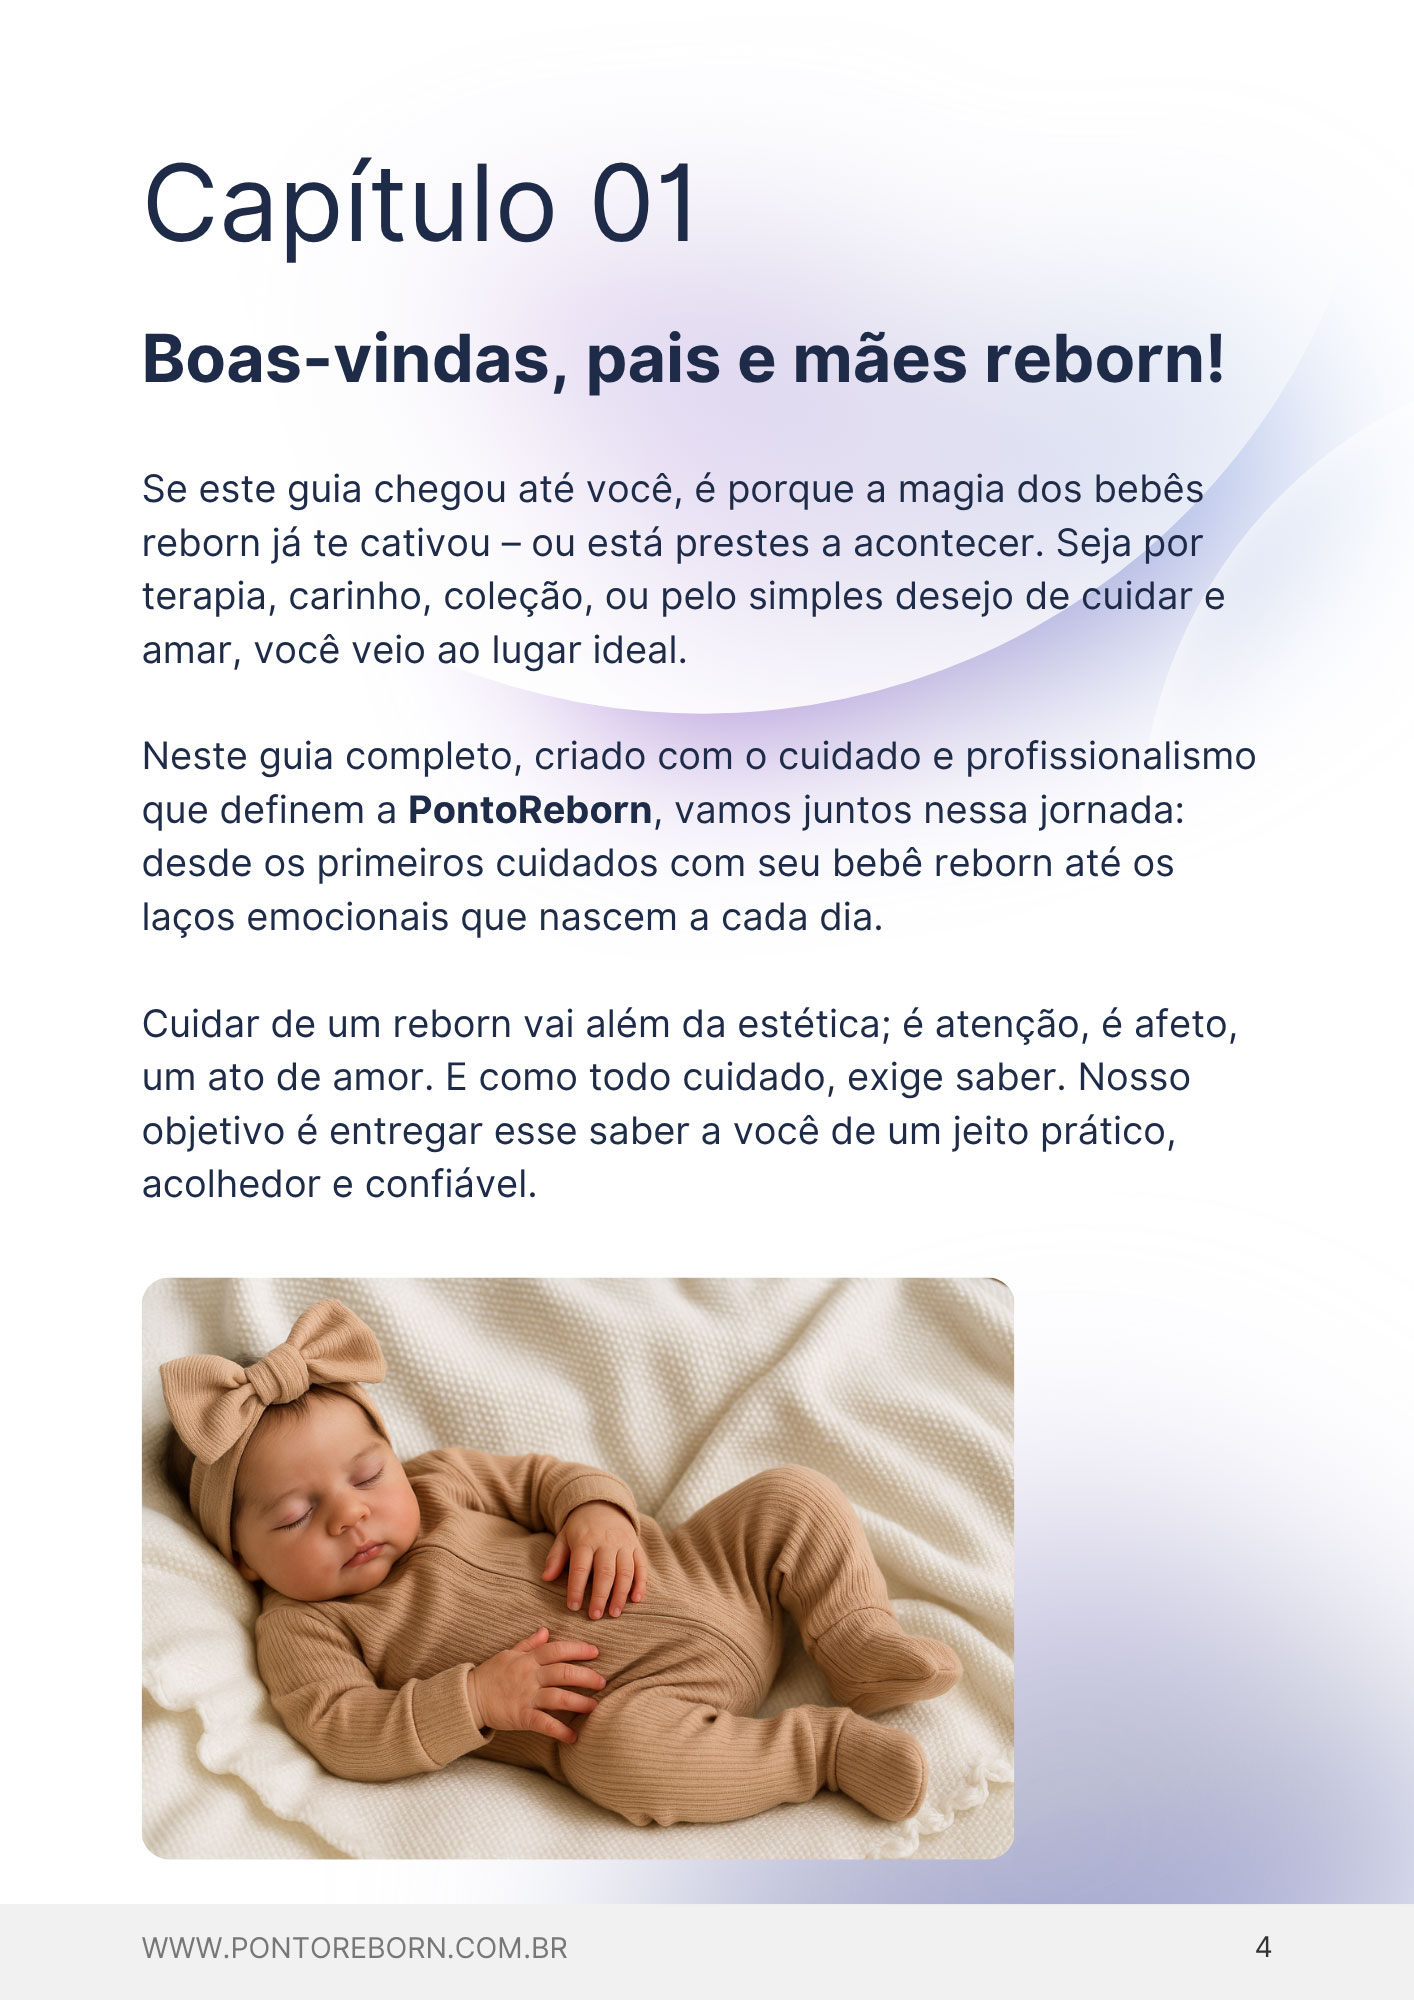 Capítulo 01
Boas-vindas, pais e mães reborn!
Se este guia chegou até você, é porque a magia dos bebês
reborn já te cativou – ou está prestes a acontecer. Seja por
terapia, carinho, coleção, ou pelo simples desejo de cuidar e
amar, você veio ao lugar ideal.
Neste guia completo, criado com o cuidado e profissionalismo
que definem a PontoReborn, vamos juntos nessa jornada:
desde os primeiros cuidados com seu bebê reborn até os
laços emocionais que nascem a cada dia.
Cuidar de um reborn vai além da estética; é atenção, é afeto,
um ato de amor. E como todo cuidado, exige saber. Nosso
objetivo é entregar esse saber a você de um jeito prático,
acolhedor e confiável.
WWW.PONTOREBORN.COM.BR
4